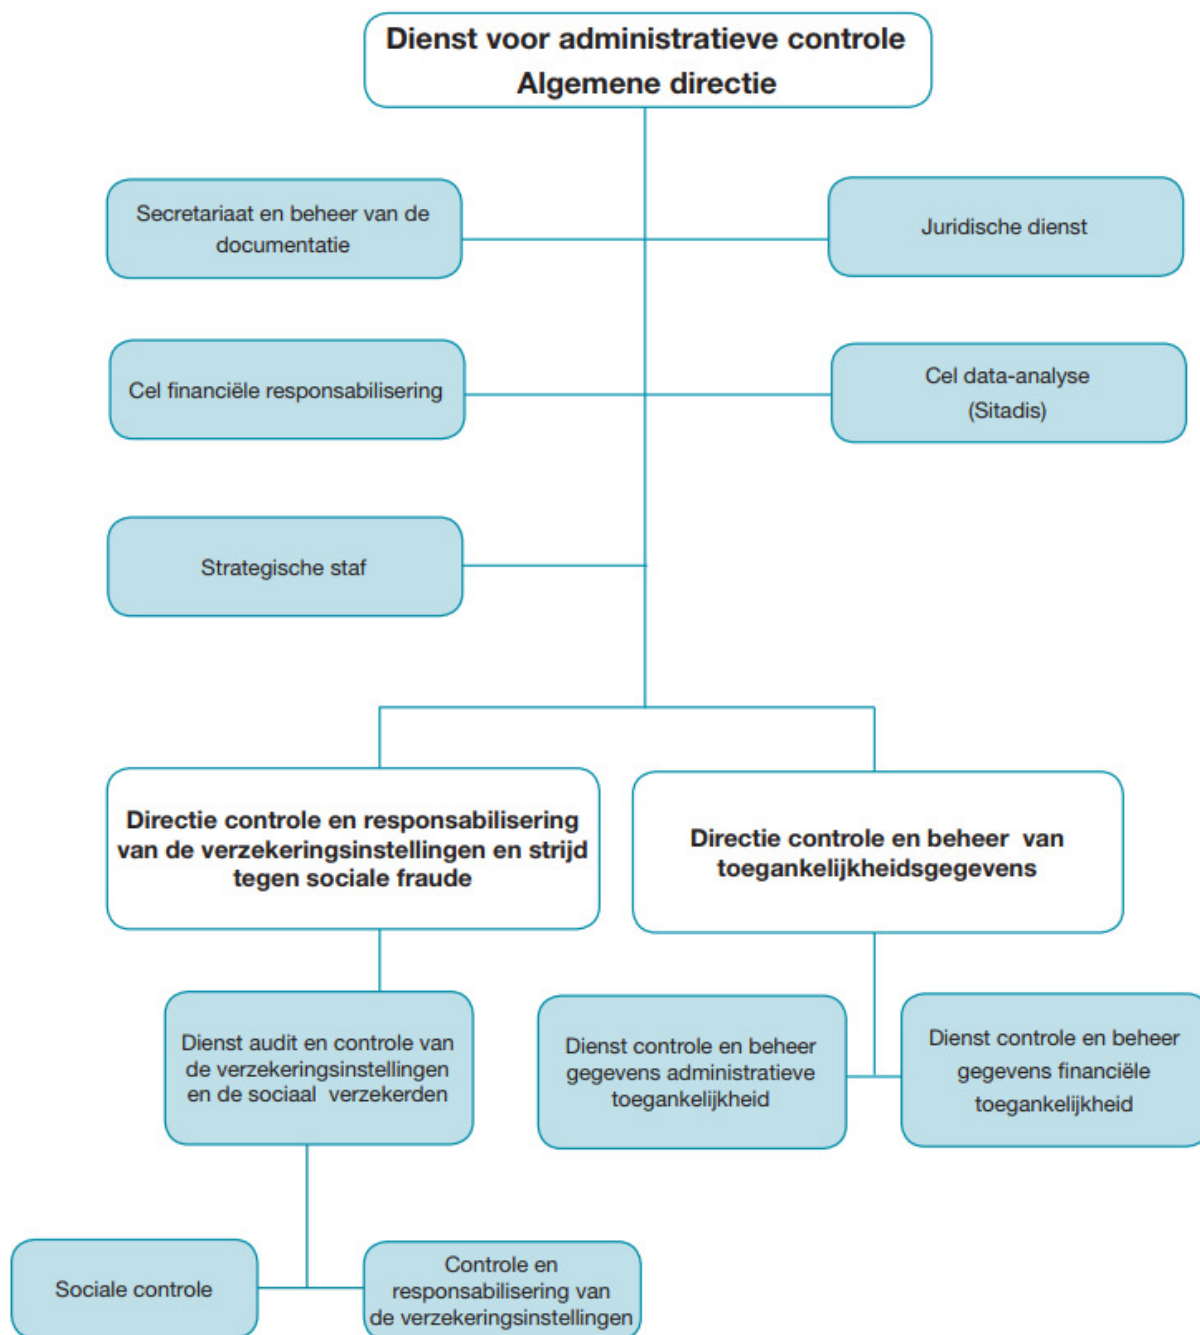 Dienst voor administratieve controle
Algemene directie
Secretariaat en beheer van de
documentatie
Juridische dienst
Cel financiële responsabilisering
Cel data-analyse
(Sitadis)
Strategische staf
Directie controle en responsabilisering
van de verzekeringsinstellingen en strijd
tegen sociale fraude
Directie controle en beheer van
toegankelijkheidsgegevens
Dienst audit en controle van
de verzekeringsinstellingen
en de sociaal verzekerden
Dienst controle en beheer
gegevens administratieve
toegankelijkheid
Dienst controle en beheer
gegevens financiële
toegankelijkheid
Sociale controle
Controle en
responsabilisering van
de verzekeringsinstellingen